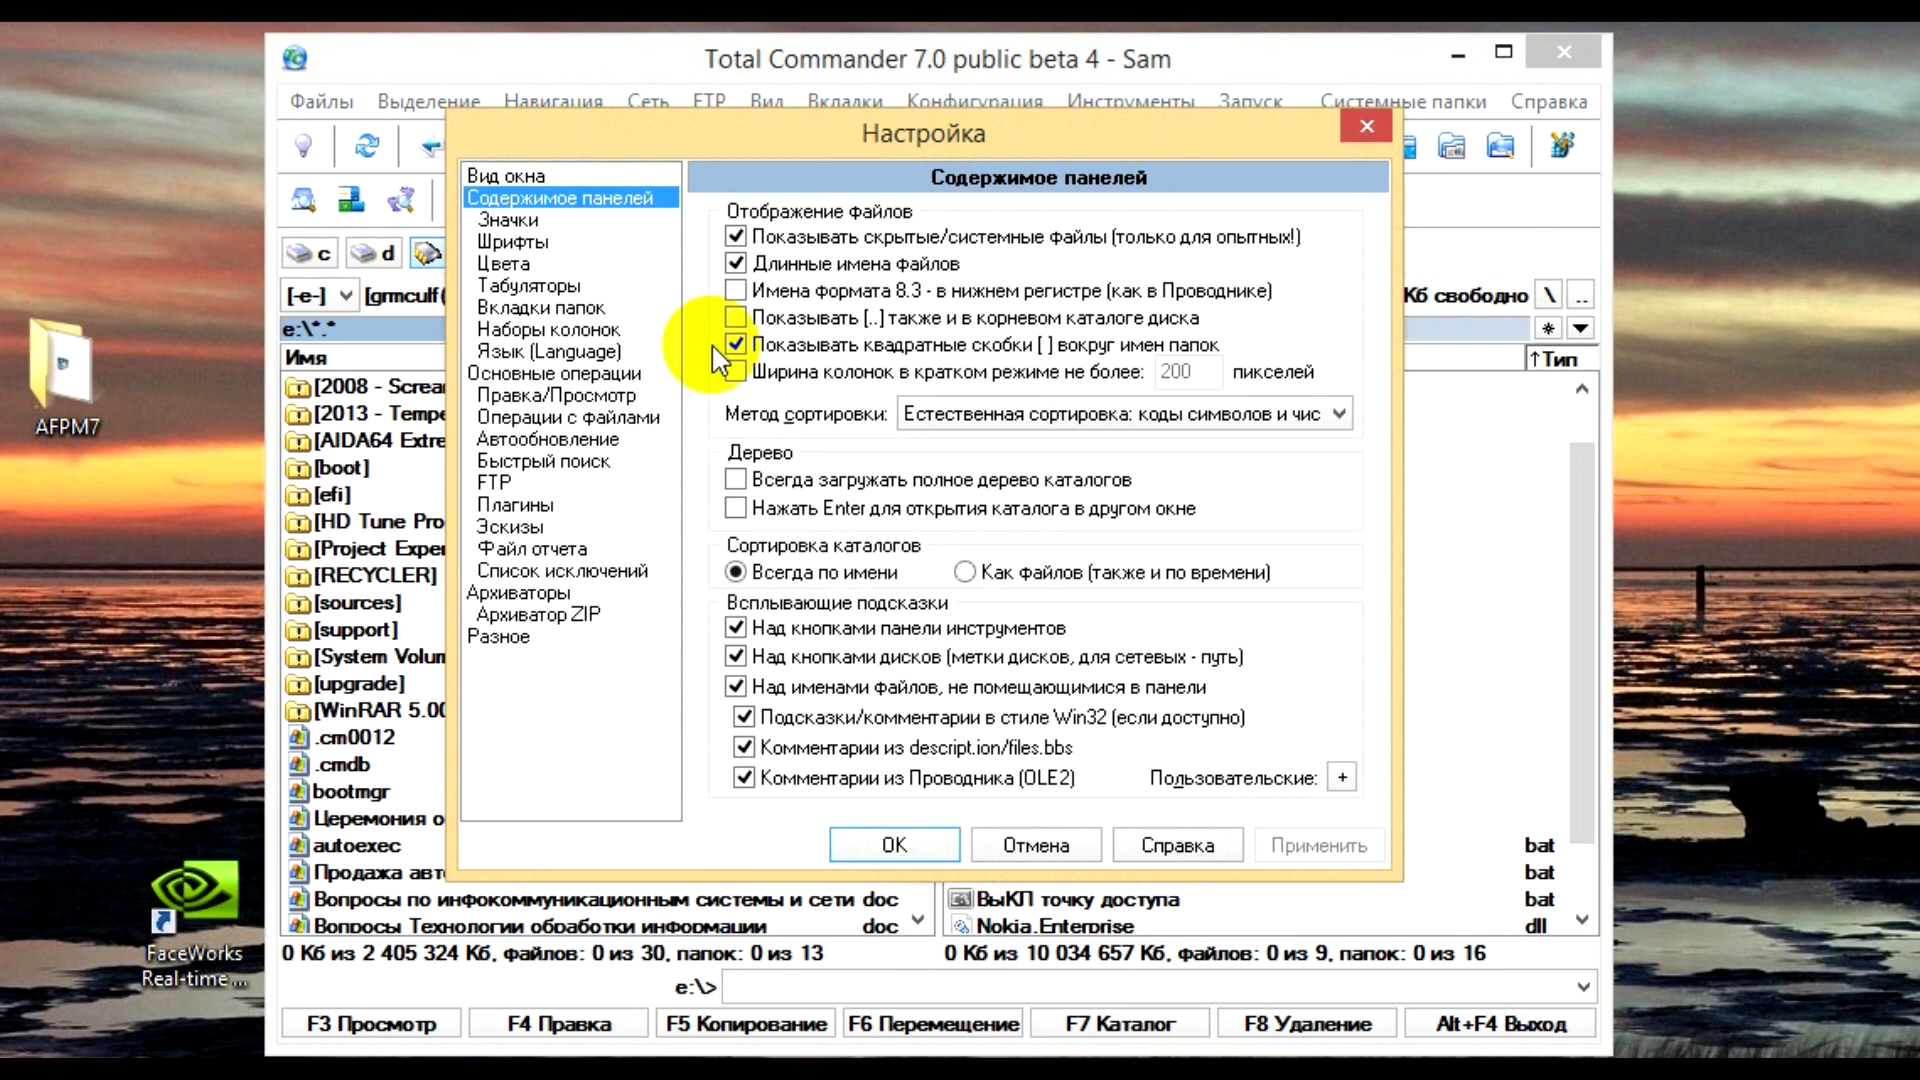 Total Commander 7.0 public beta 4 - Sam
Файлы Выделение Навигация Сеть FTP Вид Вкладки Конфигурация Инструменты Запуск Системные папки Справка
Настройка
c d
[-e-] [grmculf(
Кб свободно \ ..
e:\*.*
*
Имя
↑Тип
[2008 - Screa
[2013 - Tempe
[AIDA64 Extre
[boot]
[efi]
[HD Tune Pro
[Project Exper
[RECYCLER]
[sources]
[support]
[System Volum
[upgrade]
[WinRAR 5.00
.cm0012
.cmdb
bootmgr
Церемония о
autoexec
Продажа авт
Вопросы по инфокоммуникационным системы и сети doc
Вопросы Технологии обработки информации doc
Вид окна
Содержимое панелей
Значки
Шрифты
Цвета
Табуляторы
Вкладки папок
Наборы колонок
Язык (Language)
Основные операции
Правка/Просмотр
Операции с файлами
Автообновление
Быстрый поиск
FTP
Плагины
Эскизы
Файл отчета
Список исключений
Архиваторы
Архиватор ZIP
Разное
Содержимое панелей
Отображение файлов
Показывать скрытые/системные файлы (только для опытных!)
Длинные имена файлов
Имена формата 8.3 - в нижнем регистре (как в Проводнике)
Показывать [..] также и в корневом каталоге диска
Показывать квадратные скобки [ ] вокруг имен папок
Ширина колонок в кратком режиме не более: 200 пикселей
Метод сортировки: Естественная сортировка: коды символов и чис
Дерево
Всегда загружать полное дерево каталогов
Нажать Enter для открытия каталога в другом окне
Сортировка каталогов
Всегда по имени Как файлов (также и по времени)
Всплывающие подсказки
Над кнопками панели инструментов
Над кнопками дисков (метки дисков, для сетевых - путь)
Над именами файлов, не помещающимися в панели
Подсказки/комментарии в стиле Win32 (если доступно)
Комментарии из descript.ion/files.bbs
Комментарии из Проводника (OLE2) Пользовательские: +
OK Отмена Справка Применить
bat
bat
ВыКП точку доступа bat
Nokia.Enterprise dll
0 Кб из 2 405 324 Кб, файлов: 0 из 30, папок: 0 из 13
0 Кб из 10 034 657 Кб, файлов: 0 из 9, папок: 0 из 16
e:\>
F3 Просмотр F4 Правка F5 Копирование F6 Перемещение F7 Каталог F8 Удаление Alt+F4 Выход
AFPM7
FaceWorks
Real-time ...